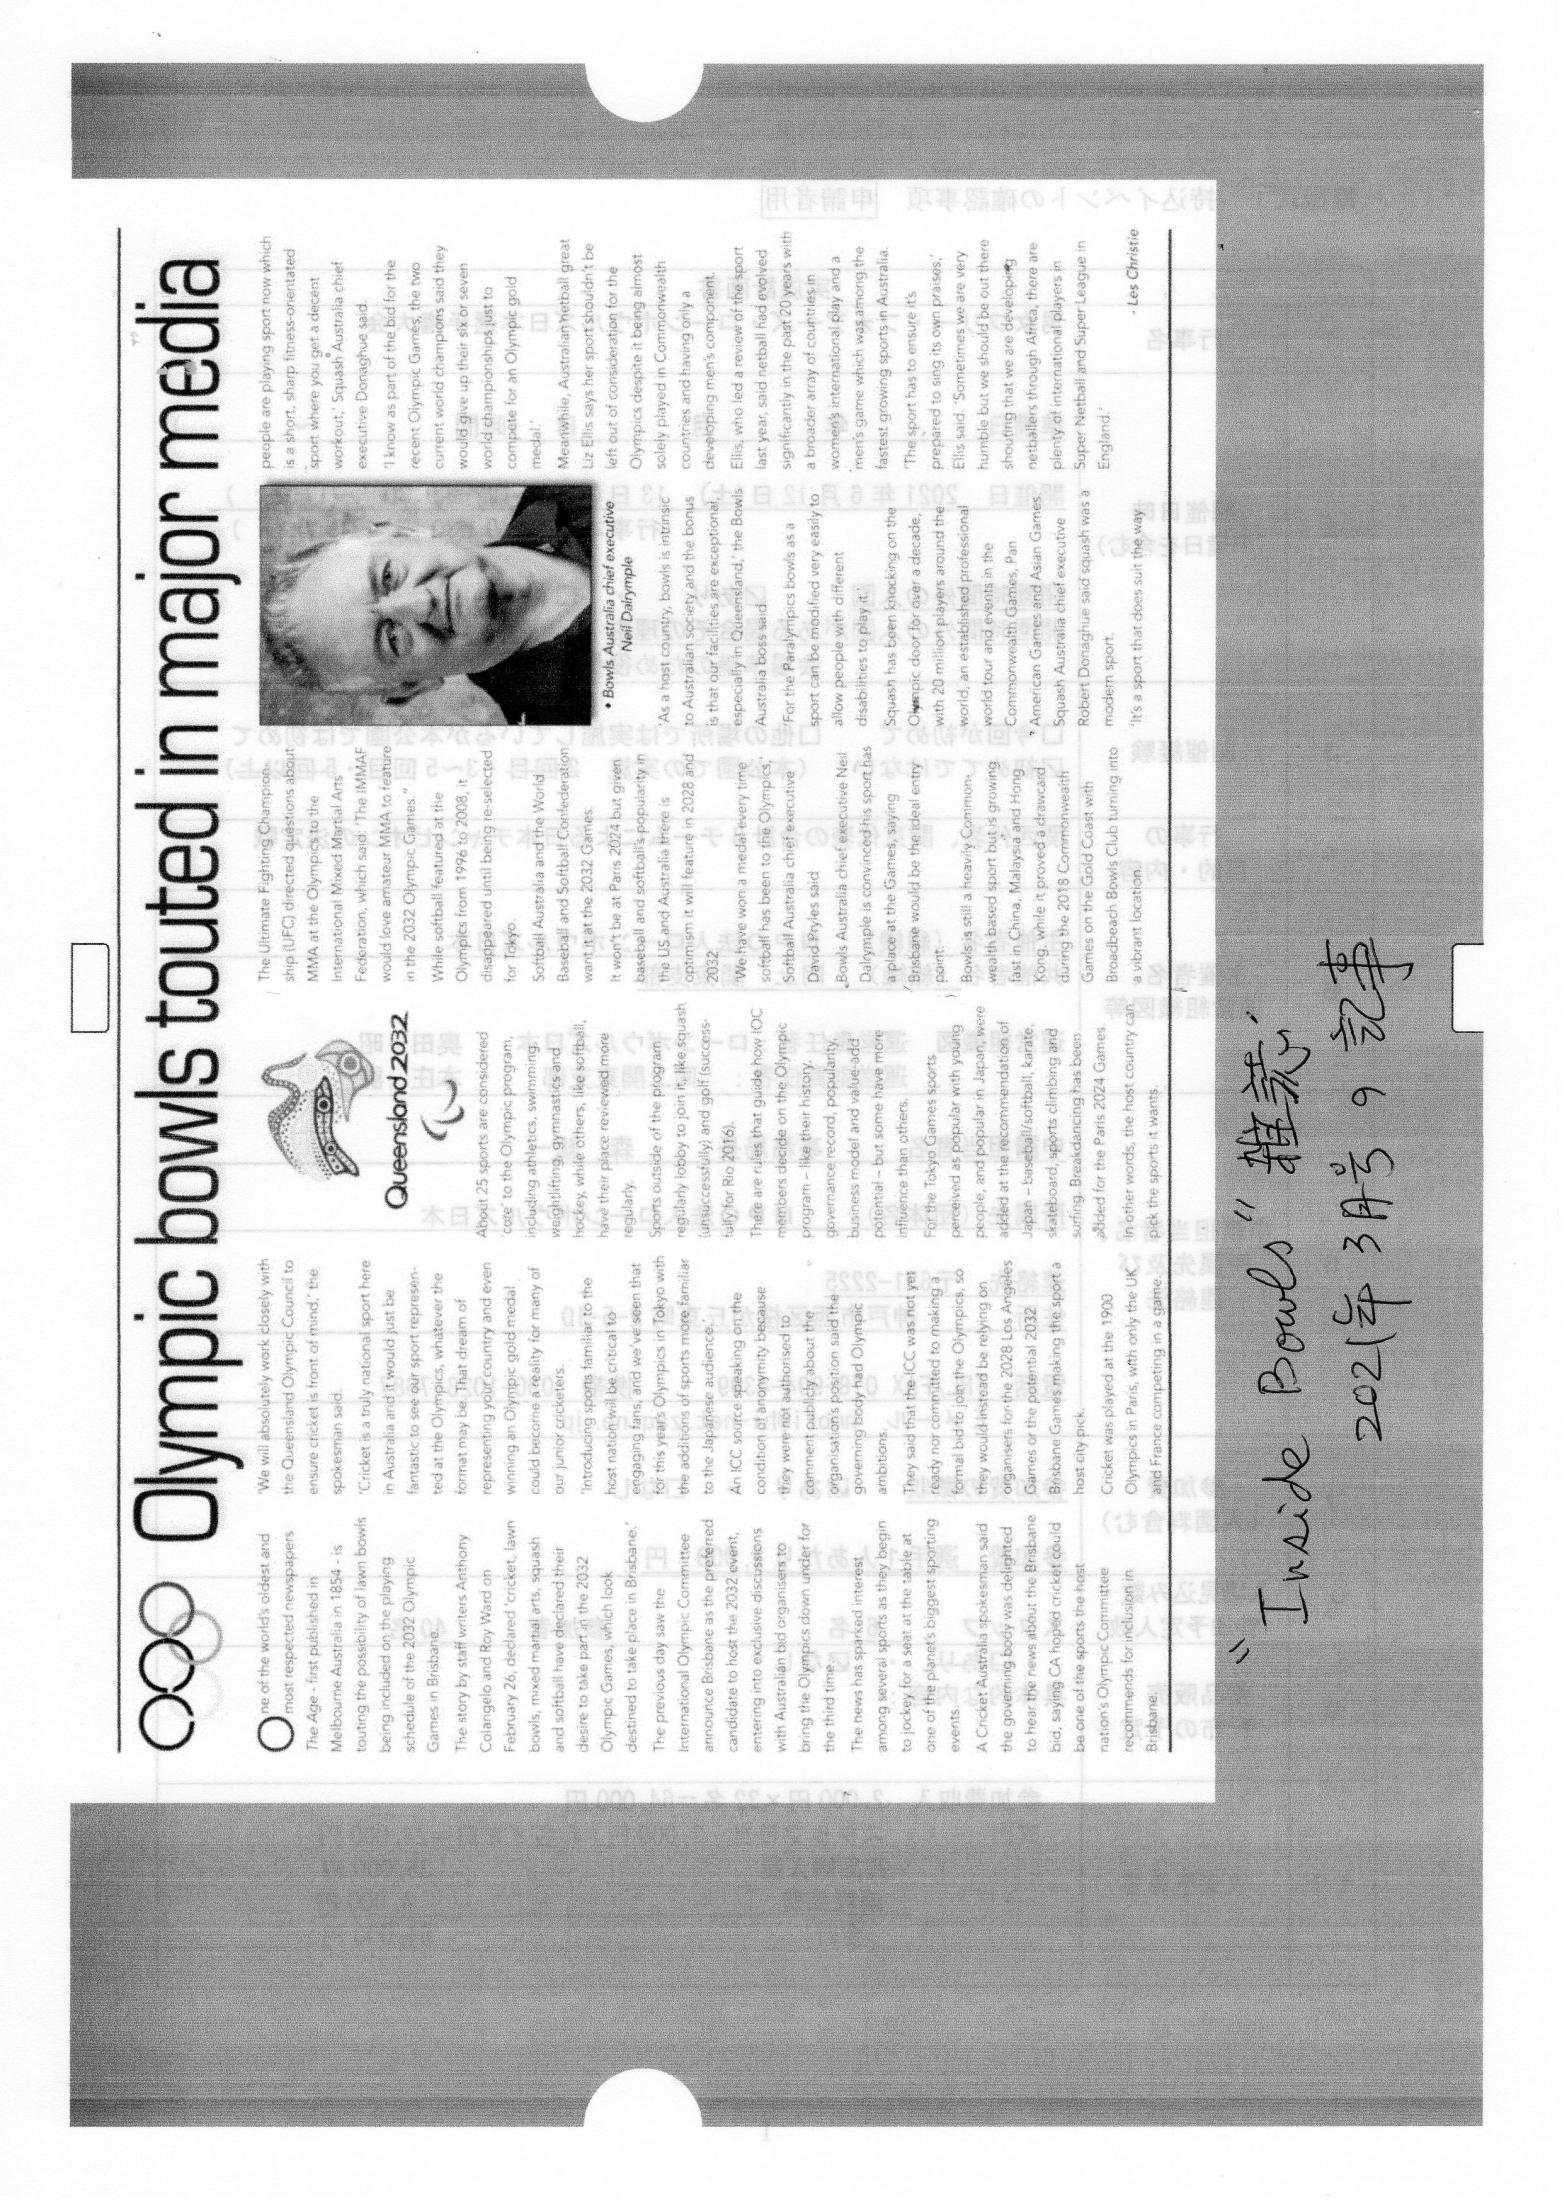 Olympic bowls touted in major media
One of the world's oldest and
most respected newspapers
The Age - first published in
Melbourne Australia in 1854 - is
touting the possibility of lawn bowls
being included on the playing
schedule of the 2032 Olympic
Games in Brisbane.
The story by staff writers Anthony
Colangelo and Roy Ward on
February 26, declared 'cricket, lawn
bowls, mixed martial arts, squash
and softball have declared their
desire to take part in the 2032
Olympic Games, which look
destined to take place in Brisbane.'
The previous day saw the
International Olympic Committee
announce Brisbane as the preferred
candidate to host the 2032 event,
entering into exclusive discussions
with Australian bid organisers to
bring the Olympics down under for
the third time.
The news has sparked interest
among several sports as they begin
to jockey for a seat at the table at
one of the planet's biggest sporting
events.
A Cricket Australia spokesman said
the governing body was delighted
to hear the news about the Brisbane
bid, saying CA hoped cricket could
be one of the sports the host
nation's Olympic Committee
recommends for inclusion in
Brisbane.
'We will absolutely work closely with
the Queensland Olympic Council to
ensure cricket is front of mind,' the
spokesman said.
'Cricket is a truly national sport here
in Australia and it would just be
fantastic to see our sport represen-
ted at the Olympics, whatever the
format may be. That dream of
representing your country and even
winning an Olympic gold medal
could become a reality for many of
our junior cricketers.
'Introducing sports familiar to the
host nation will be critical to
engaging fans, and we've seen that
for this year's Olympics in Tokyo with
the additions of sports more familiar
to the Japanese audience.'
An ICC source speaking on the
condition of anonymity because
they were not authorised to
comment publicly about the
organisation's position said the
governing body had Olympic
ambitions.
They said that the ICC was not yet
ready nor committed to making a
formal bid to join the Olympics, so
they would instead be relying on
organisers for the 2028 Los Angeles
Games or the potential 2032
Brisbane Games making the sport a
host city pick.
Cricket was played at the 1900
Olympics in Paris, with only the UK
and France competing in a game.
Queensland 2032
About 25 sports are considered
'core' to the Olympic program,
including athletics, swimming,
weightlifting, gymnastics and
hockey, while others, like softball,
have their place reviewed more
regularly.
Sports outside of the program
regularly lobby to join it, like squash
(unsuccessfully) and golf (success-
fully for Rio 2016).
There are rules that guide how IOC
members decide on the Olympic
program – like their history,
governance record, popularity,
business model and value-add
potential – but some have more
influence than others.
For the Tokyo Games sports
perceived as popular with young
people, and popular in Japan, were
added at the recommendation of
Japan – baseball/softball, karate,
skateboard, sports climbing and
surfing. Breakdancing has been
added for the Paris 2024 Games.
In other words, the host country can
pick the sports it wants.
The Ultimate Fighting Champion-
ship (UFC) directed questions about
MMA at the Olympics to the
International Mixed Martial Arts
Federation, which said: 'The IMMAF
would love amateur MMA to feature
in the 2032 Olympic Games."
While softball featured at the
Olympics from 1996 to 2008, it
disappeared until being re-selected
for Tokyo.
Softball Australia and the World
Baseball and Softball Confederation
want it at the 2032 Games.
It won't be at Paris 2024 but given
baseball and softball's popularity in
the US and Australia there is
optimism it will feature in 2028 and
2032.
'We have won a medal every time
softball has been to the Olympics,'
Softball Australia chief executive
David Pryles said.
Bowls Australia chief executive Neil
Dalrymple is convinced his sport has
a place at the Games, saying
Brisbane would be the ideal entry
point.
'Bowls is still a heavily Common-
wealth based sport but is growing
fast in China, Malaysia and Hong
Kong, while it proved a drawcard
during the 2018 Commonwealth
Games on the Gold Coast with
Broadbeach Bowls Club turning into
a vibrant location.
• Bowls Australia chief executive
Neil Dalrymple
'As a host country, bowls is intrinsic
to Australian society and the bonus
is that our facilities are exceptional,
especially in Queensland,' the Bowls
Australia boss said.
'For the Paralympics bowls as a
sport can be modified very easily to
allow people with different
disabilities to play it.'
Squash has been knocking on the
Olympic door for over a decade,
with 20 million players around the
world, an established professional
world tour and events in the
Commonwealth Games, Pan
American Games and Asian Games.
Squash Australia chief executive
Robert Donaghue said squash was a
modern sport.
'It's a sport that does suit the way
people are playing sport now which
is a short, sharp fitness-orientated
sport where you get a decent
workout,' Squash Australia chief
executive Donaghue said.
'I know as part of the bid for the
recent Olympic Games, the two
current world champions said they
would give up their six or seven
world championships just to
compete for an Olympic gold
medal.'
Meanwhile, Australian netball great
Liz Ellis says her sport shouldn't be
left out of consideration for the
Olympics despite it being almost
solely played in Commonwealth
countries and having only a
developing men's component.
Ellis, who led a review of the sport
last year, said netball had evolved
significantly in the past 20 years with
a broader array of countries in
women's international play and a
men's game which was among the
fastest growing sports in Australia.
'The sport has to ensure it's
prepared to sing its own praises,'
Ellis said. 'Sometimes we are very
humble but we should be out there
shouting that we are developing
netballers through Africa, there are
plenty of international players in
Super Netball and Super League in
England.'
- Les Christie
"Inside Bowls" 雑誌
2021年3月号の記事